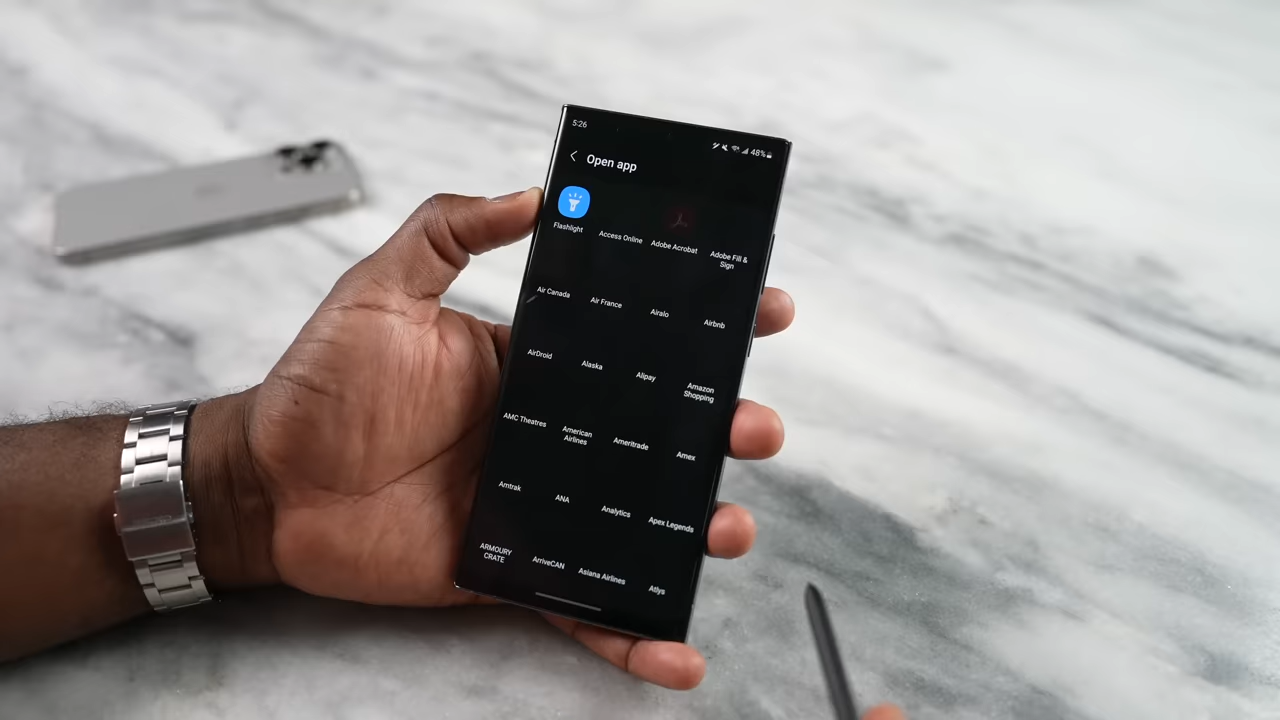 5:26
48%
Open app
Flashlight
Access Online
Adobe Acrobat
Adobe Fill &
Sign
Air Canada
Air France
Airalo
Airbnb
AirDroid
Alaska
Alipay
Amazon
Shopping
AMC Theatres
American
Airlines
Ameritrade
Amex
Amtrak
ANA
Analytics
Apex Legends
ARMOURY
CRATE
ArriveCAN
Asiana Airlines
Atlys